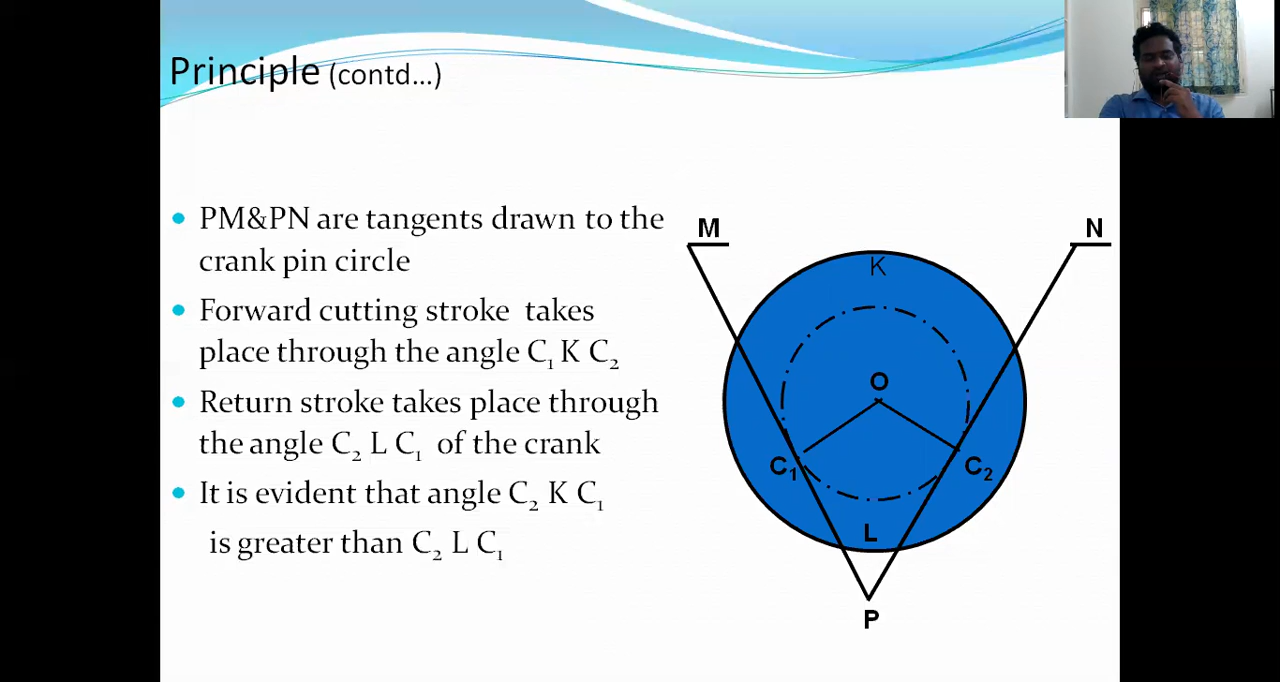 Principle (contd...)
• PM&PN are tangents drawn to the
crank pin circle
• Forward cutting stroke takes
place through the angle C₁ K C₂
• Return stroke takes place through
the angle C₂ L C₁ of the crank
• It is evident that angle C₂ K C₁
is greater than C₂ L C₁
M
N
K
O
C₁
C₂
L
P